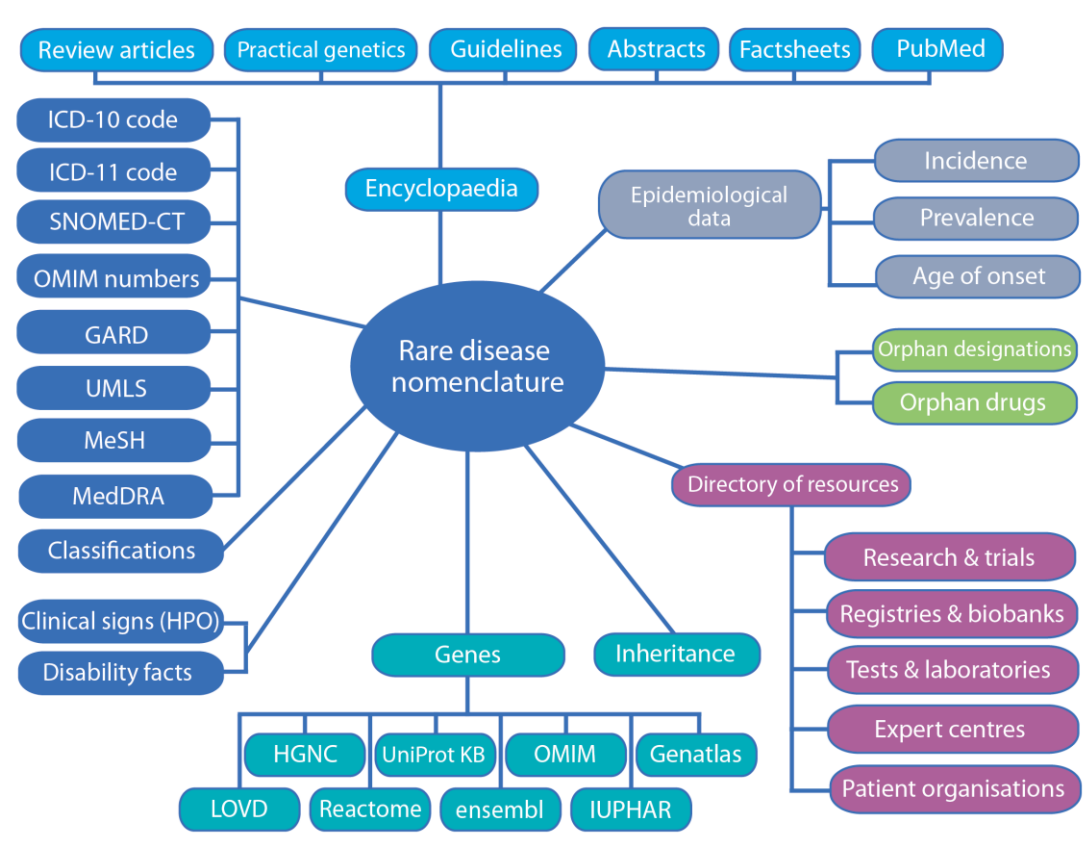 Review articles
Practical genetics
Guidelines
Abstracts
Factsheets
PubMed
ICD-10 code
ICD-11 code
SNOMED-CT
OMIM numbers
GARD
UMLS
MeSH
MedDRA
Classifications
Clinical signs (HPO)
Disability facts
Encyclopaedia
Rare disease
nomenclature
Epidemiological
data
Incidence
Prevalence
Age of onset
Orphan designations
Orphan drugs
Directory of resources
Research & trials
Registries & biobanks
Tests & laboratories
Expert centres
Patient organisations
Genes
Inheritance
HGNC
UniProt KB
OMIM
Genatlas
LOVD
Reactome
ensembl
IUPHAR